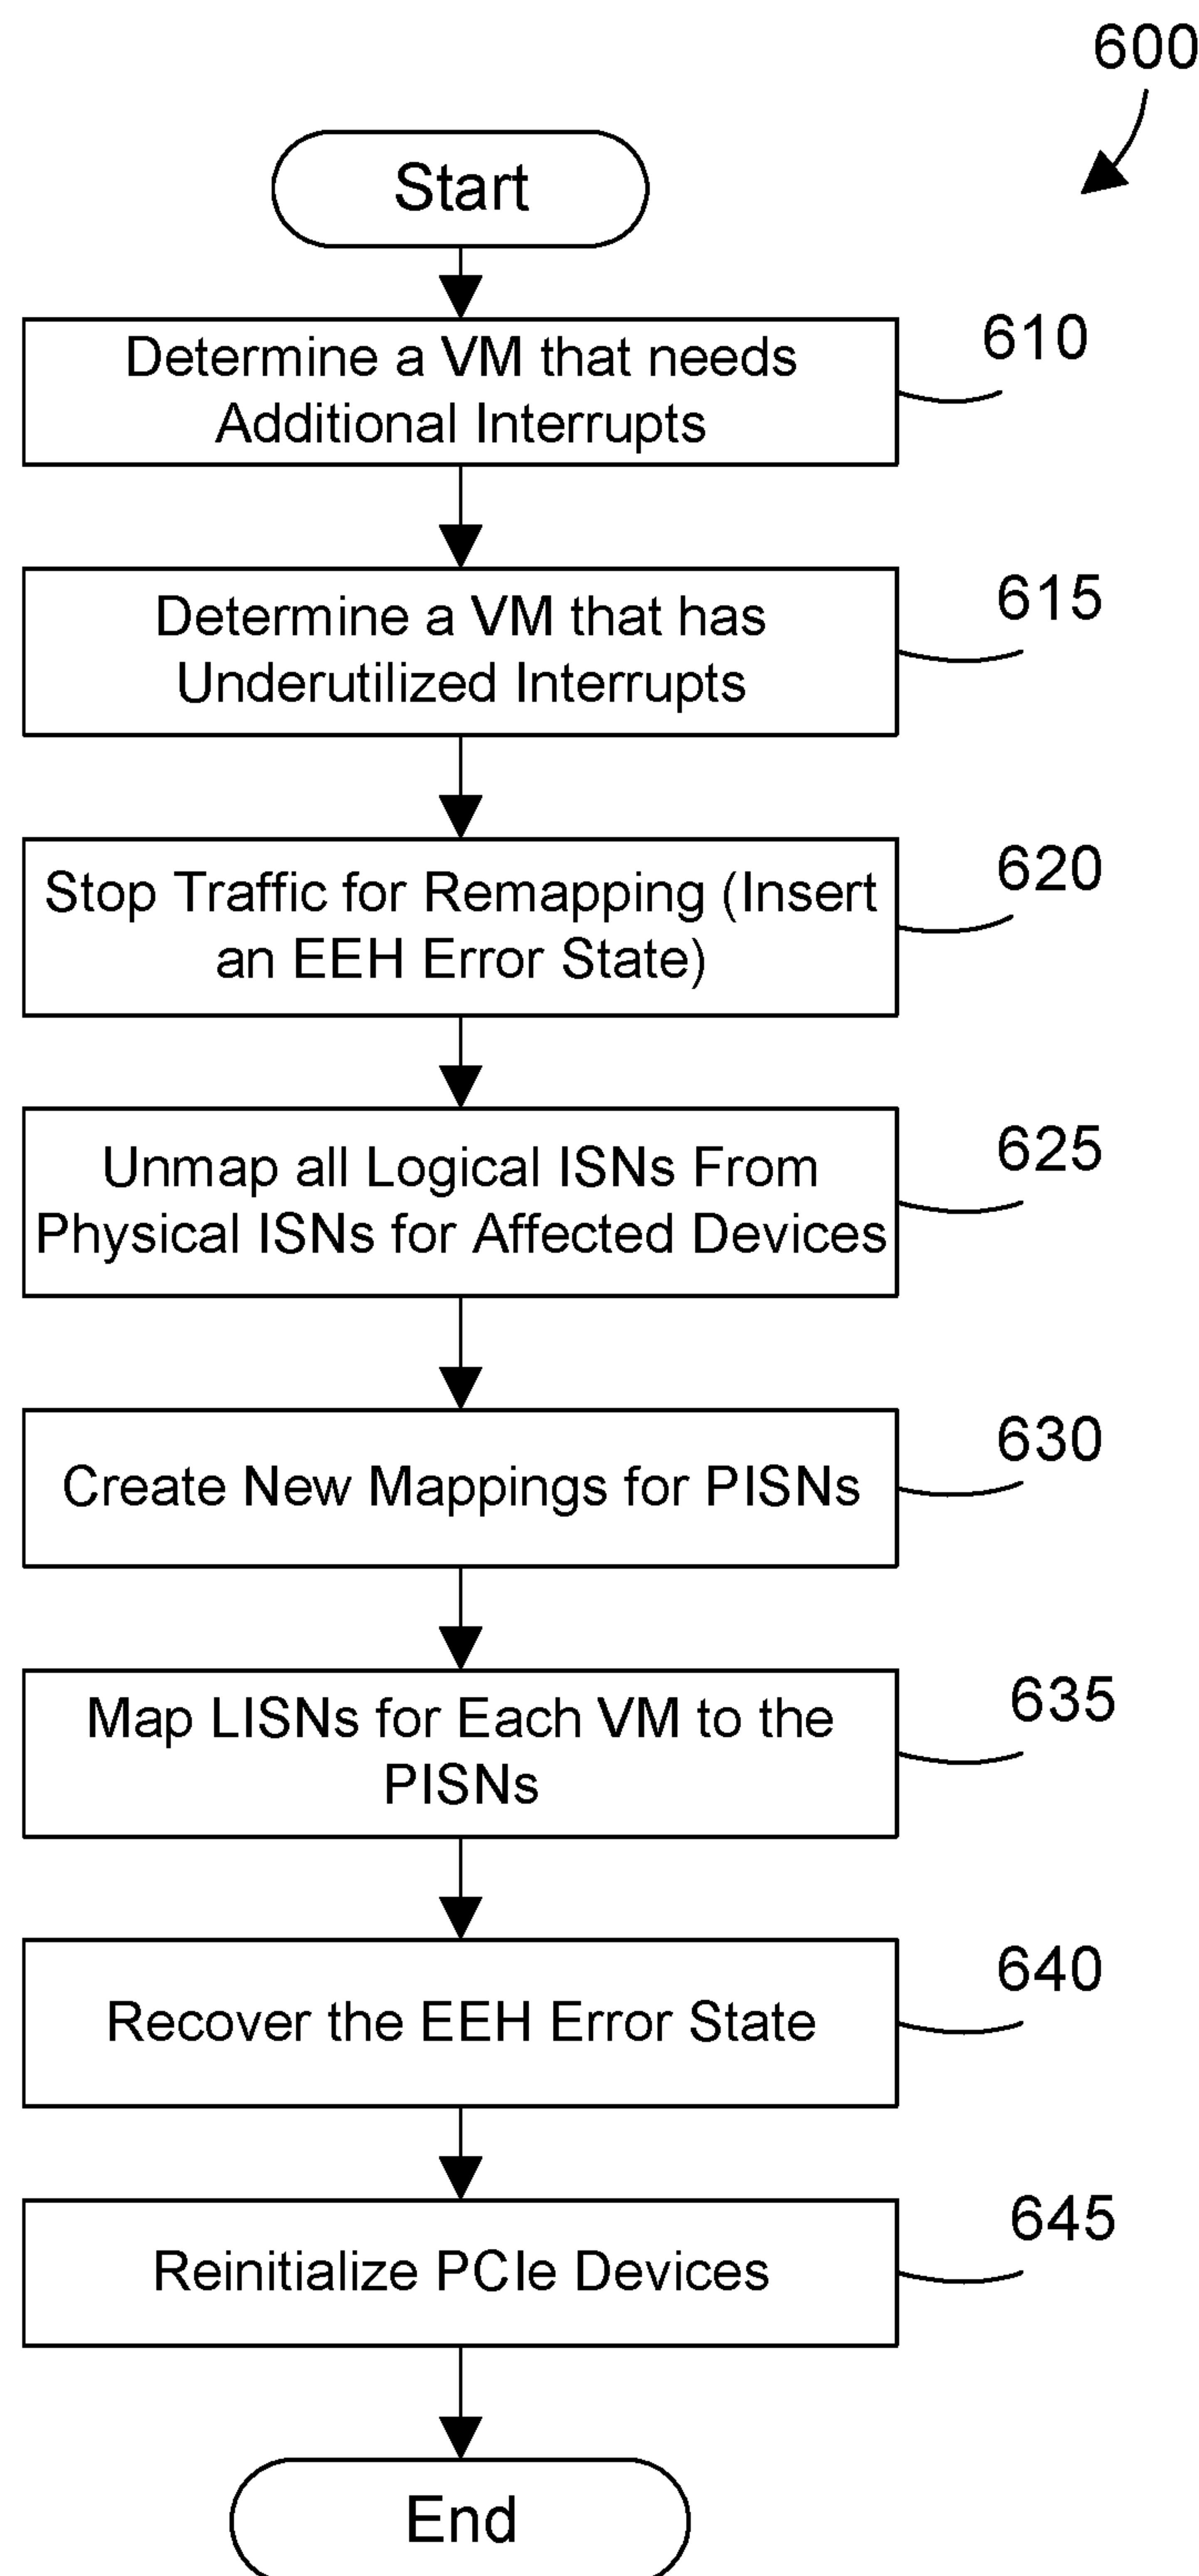 600
Start
Determine a VM that needs
Additional Interrupts
610
Determine a VM that has
Underutilized Interrupts
615
Stop Traffic for Remapping (Insert
an EEH Error State)
620
Unmap all Logical ISNs From
Physical ISNs for Affected Devices
625
Create New Mappings for PISNs
630
Map LISNs for Each VM to the
PISNs
635
Recover the EEH Error State
640
Reinitialize PCIe Devices
645
End